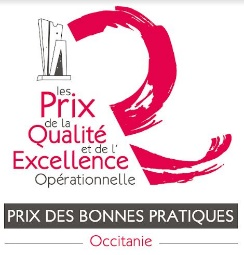 les
Prix
de la
Qualité
et de l'
Excellence
Opérationnelle
PRIX DES BONNES PRATIQUES
Occitanie